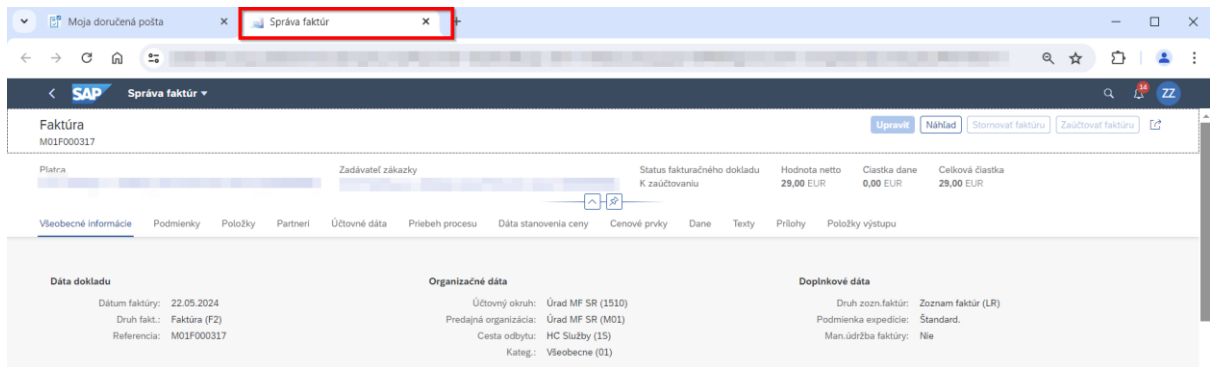 Moja doručená pošta
Správa faktúr
SAP Správa faktúr
14
ZZ
Faktúra
M01F000317
Upraviť Náhľad Stornovať faktúru Zaúčtovať faktúru
Platca
Zadávateľ zákazky
Status fakturačného dokladu
K zaúčtovaniu
Hodnota netto
29,00 EUR
Čiastka dane
0,00 EUR
Celková čiastka
29,00 EUR
Všeobecné informácie Podmienky Položky Partneri Účtovné dáta Priebeh procesu Dáta stanovenia ceny Cenové prvky Dane Texty Prílohy Položky výstupu
Dáta dokladu
Dátum faktúry: 22.05.2024
Druh fakt.: Faktúra (F2)
Referencia: M01F000317
Organizačné dáta
Účtovný okruh: Úrad MF SR (1510)
Predajná organizácia: Úrad MF SR (M01)
Cesta odbytu: HC Služby (15)
Kateg.: Všeobecne (01)
Doplnkové dáta
Druh zozn.faktúr: Zoznam faktúr (LR)
Podmienka expedície: Štandard.
Man.údržba faktúry: Nie